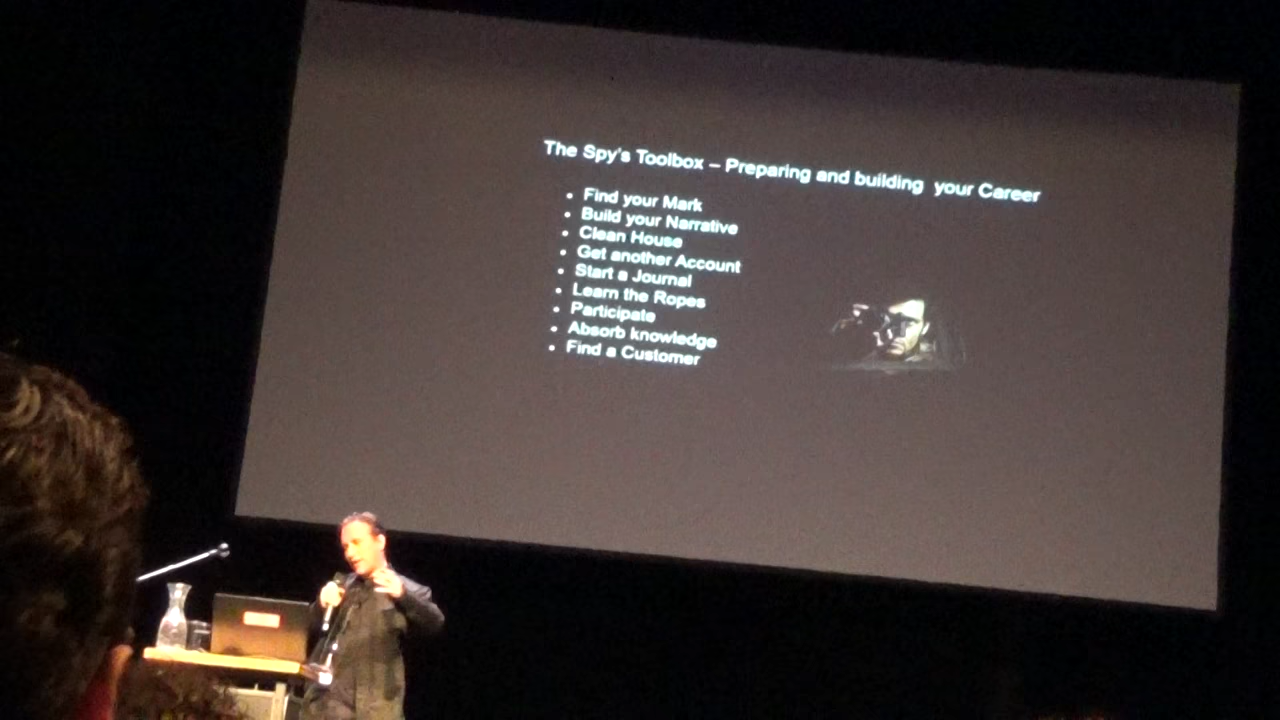 The Spy's Toolbox – Preparing and building your Career
• Find your Mark
• Build your Narrative
• Clean House
• Get another Account
• Start a Journal
• Learn the Ropes
• Participate
• Absorb knowledge
• Find a Customer